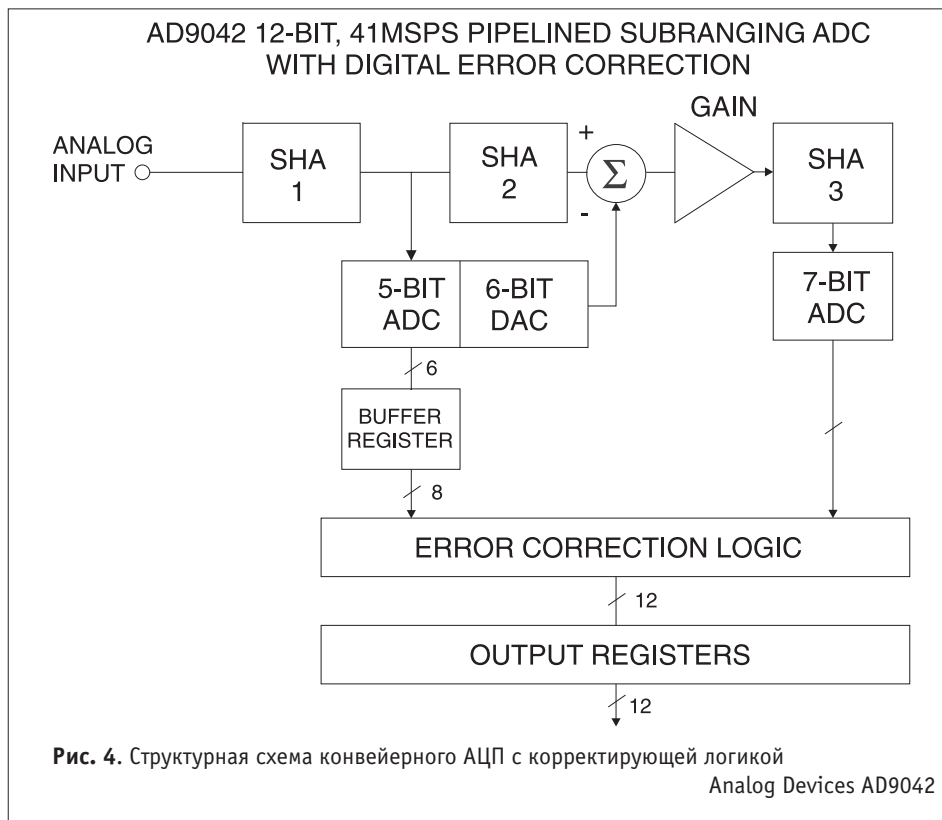 AD9042 12-BIT, 41MSPS PIPELINED SUBRANGING ADC
WITH DIGITAL ERROR CORRECTION
GAIN
ANALOG
INPUT
SHA
1
SHA
2
+
Σ
-
SHA
3
5-BIT
ADC
6-BIT
DAC
7-BIT
ADC
6
BUFFER
REGISTER
8
ERROR CORRECTION LOGIC
12
OUTPUT REGISTERS
12
Рис. 4. Структурная схема конвейерного АЦП с корректирующей логикой
Analog Devices AD9042